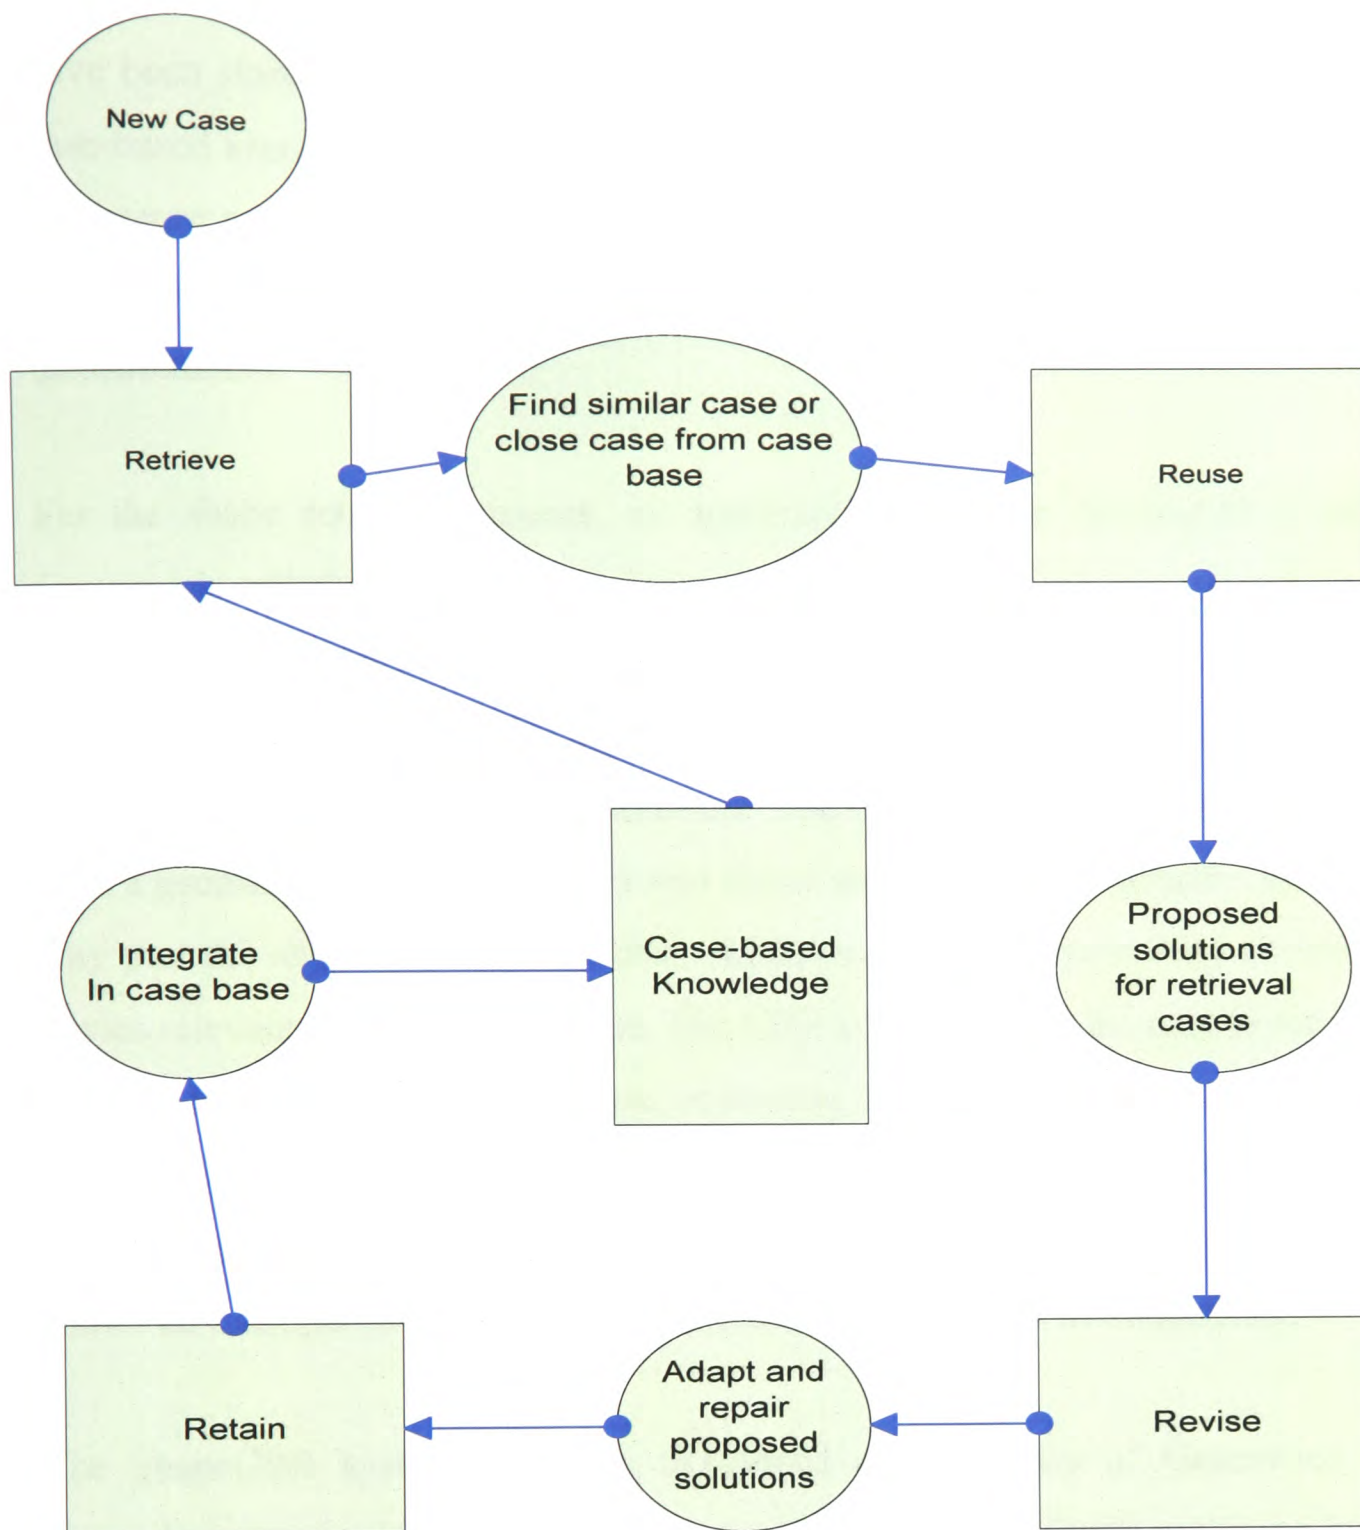 New Case
Retrieve
Find similar case or
close case from case
base
Reuse
Proposed
solutions
for retrieval
cases
Case-based
Knowledge
Integrate
In case base
Retain
Adapt and
repair
proposed
solutions
Revise